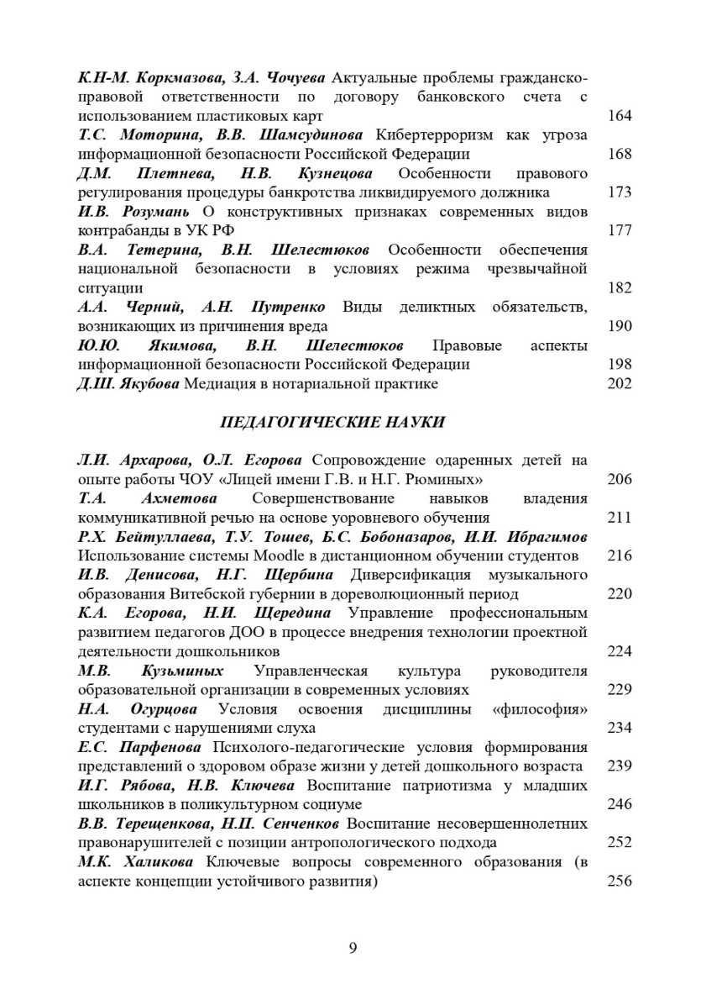 К.Н-М. Коркмазова, З.А. Чочуева Актуальные проблемы гражданско-
правовой ответственности по договору банковского счета с
использованием пластиковых карт 164
Т.С. Моторина, В.В. Шамсудинова Кибертерроризм как угроза
информационной безопасности Российской Федерации 168
Д.М. Плетнева, Н.В. Кузнецова Особенности правового
регулирования процедуры банкротства ликвидируемого должника 173
И.В. Розумань О конструктивных признаках современных видов
контрабанды в УК РФ 177
В.А. Тетерина, В.Н. Шелестюков Особенности обеспечения
национальной безопасности в условиях режима чрезвычайной
ситуации 182
А.А. Черний, А.Н. Путренко Виды деликтных обязательств,
возникающих из причинения вреда 190
Ю.Ю. Якимова, В.Н. Шелестюков Правовые аспекты
информационной безопасности Российской Федерации 198
Д.Ш. Якубова Медиация в нотариальной практике 202
ПЕДАГОГИЧЕСКИЕ НАУКИ
Л.И. Архарова, О.Л. Егорова Сопровождение одаренных детей на
опыте работы ЧОУ «Лицей имени Г.В. и Н.Г. Рюминых» 206
Т.А. Ахметова Совершенствование навыков владения
коммуникативной речью на основе уоровневого обучения 211
Р.Х. Бейтуллаева, Т.У. Тошев, Б.С. Бобоназаров, И.И. Ибрагимов
Использование системы Moodle в дистанционном обучении студентов 216
И.В. Денисова, Н.Г. Щербина Диверсификация музыкального
образования Витебской губернии в дореволюционный период 220
К.А. Егорова, Н.И. Щередина Управление профессиональным
развитием педагогов ДОО в процессе внедрения технологии проектной
деятельности дошкольников 224
М.В. Кузьминых Управленческая культура руководителя
образовательной организации в современных условиях 229
Н.А. Огурцова Условия освоения дисциплины «философия»
студентами с нарушениями слуха 234
Е.С. Парфенова Психолого-педагогические условия формирования
представлений о здоровом образе жизни у детей дошкольного возраста 239
И.Г. Рябова, Н.В. Ключева Воспитание патриотизма у младших
школьников в поликультурном социуме 246
В.В. Терещенкова, Н.П. Сенченков Воспитание несовершеннолетних
правонарушителей с позиции антропологического подхода 252
М.К. Халикова Ключевые вопросы современного образования (в
аспекте концепции устойчивого развития) 256
9